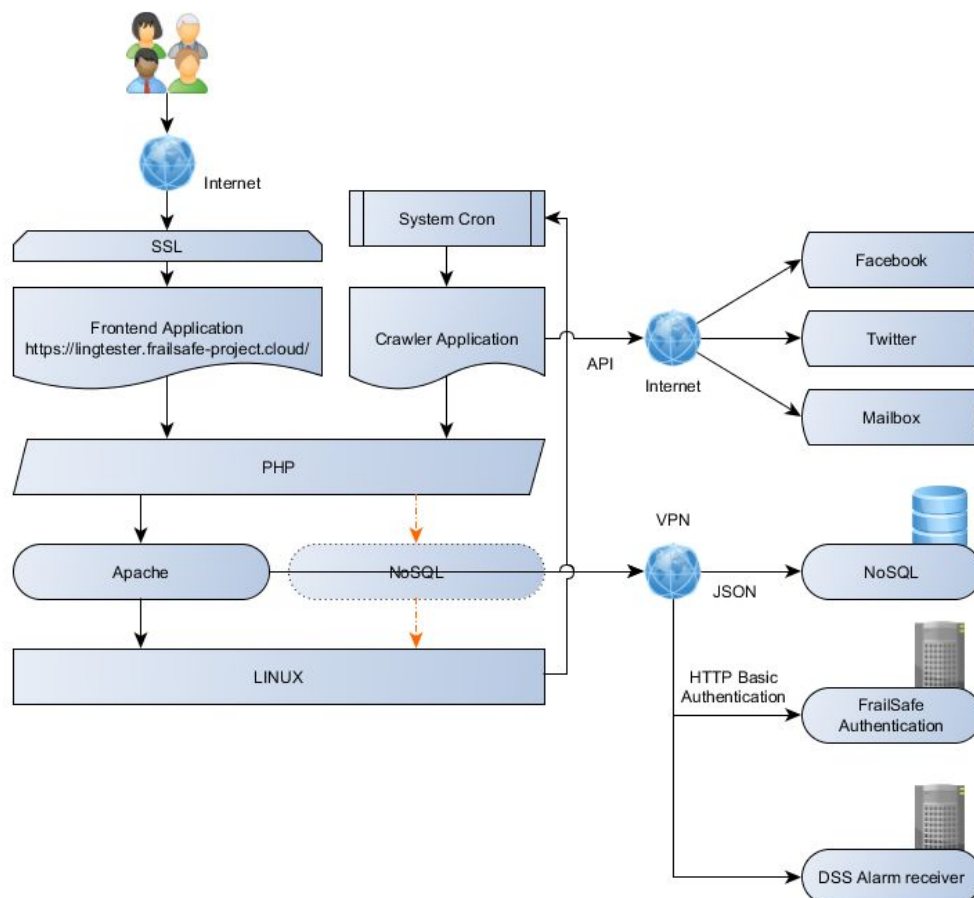 Internet
System Cron
SSL
Facebook
Frontend Application
https://lingtester.frailsafe-project.cloud/
Crawler Application
API
Internet
Twitter
Mailbox
PHP
VPN
Apache
NoSQL
JSON
NoSQL
LINUX
HTTP Basic
Authentication
FrailSafe
Authentication
DSS Alarm receiver